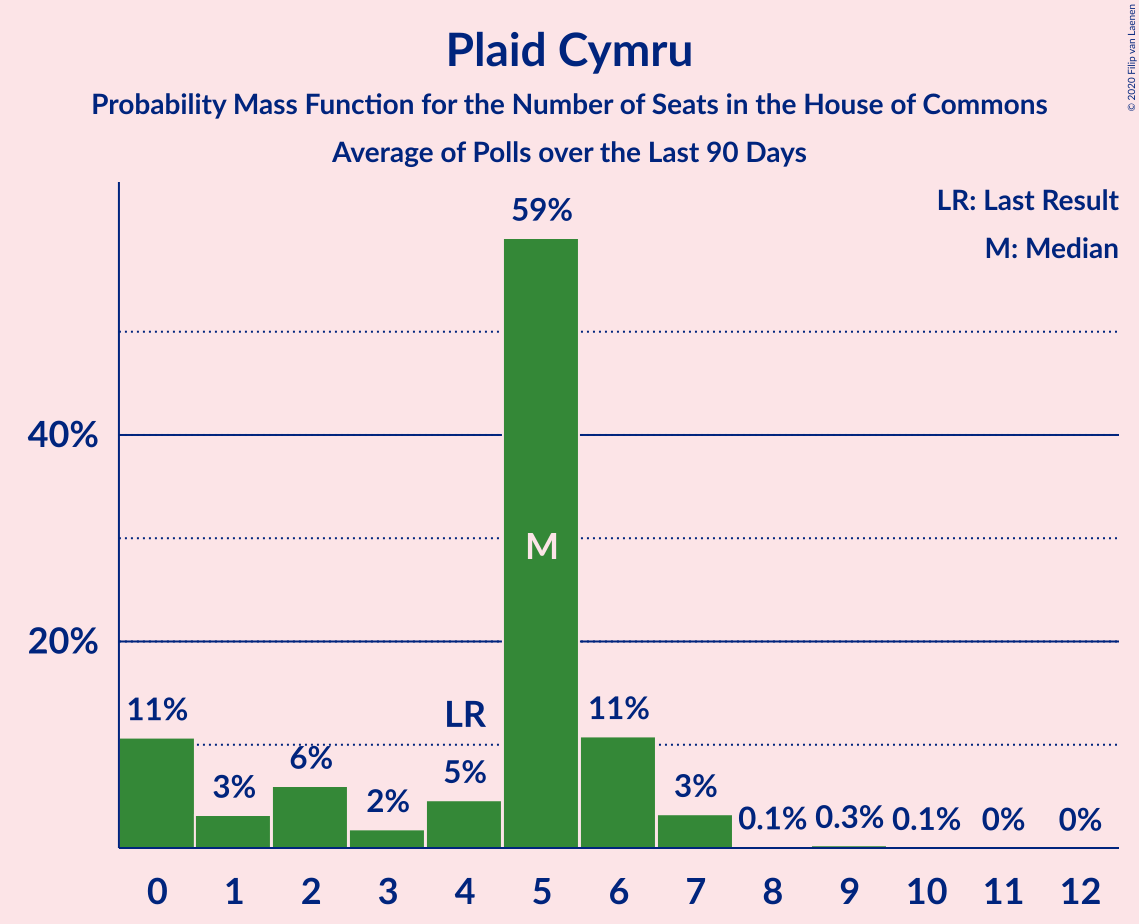 © 2020 Filip van Laenen
Plaid Cymru
Probability Mass Function for the Number of Seats in the House of Commons
Average of Polls over the Last 90 Days
LR: Last Result
M: Median
59%
40%
M
20%
11%
3%
6%
2%
LR
5%
11%
3%
0.1%
0.3%
0.1%
0%
0%
0 1 2 3 4 5 6 7 8 9 10 11 12